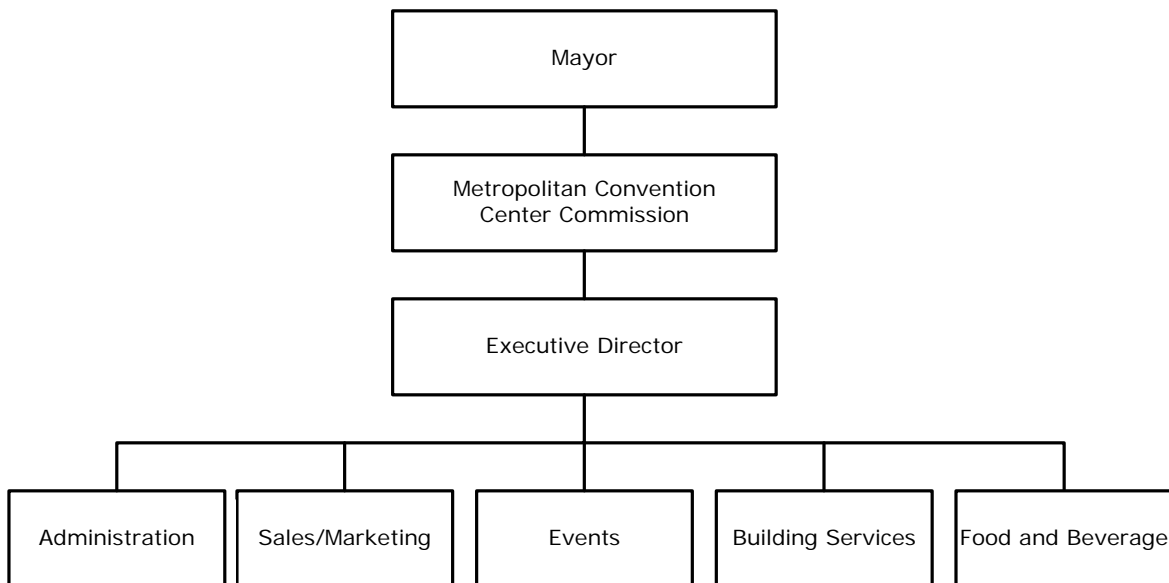 Mayor
Metropolitan Convention
Center Commission
Executive Director
Administration
Sales/Marketing
Events
Building Services
Food and Beverage